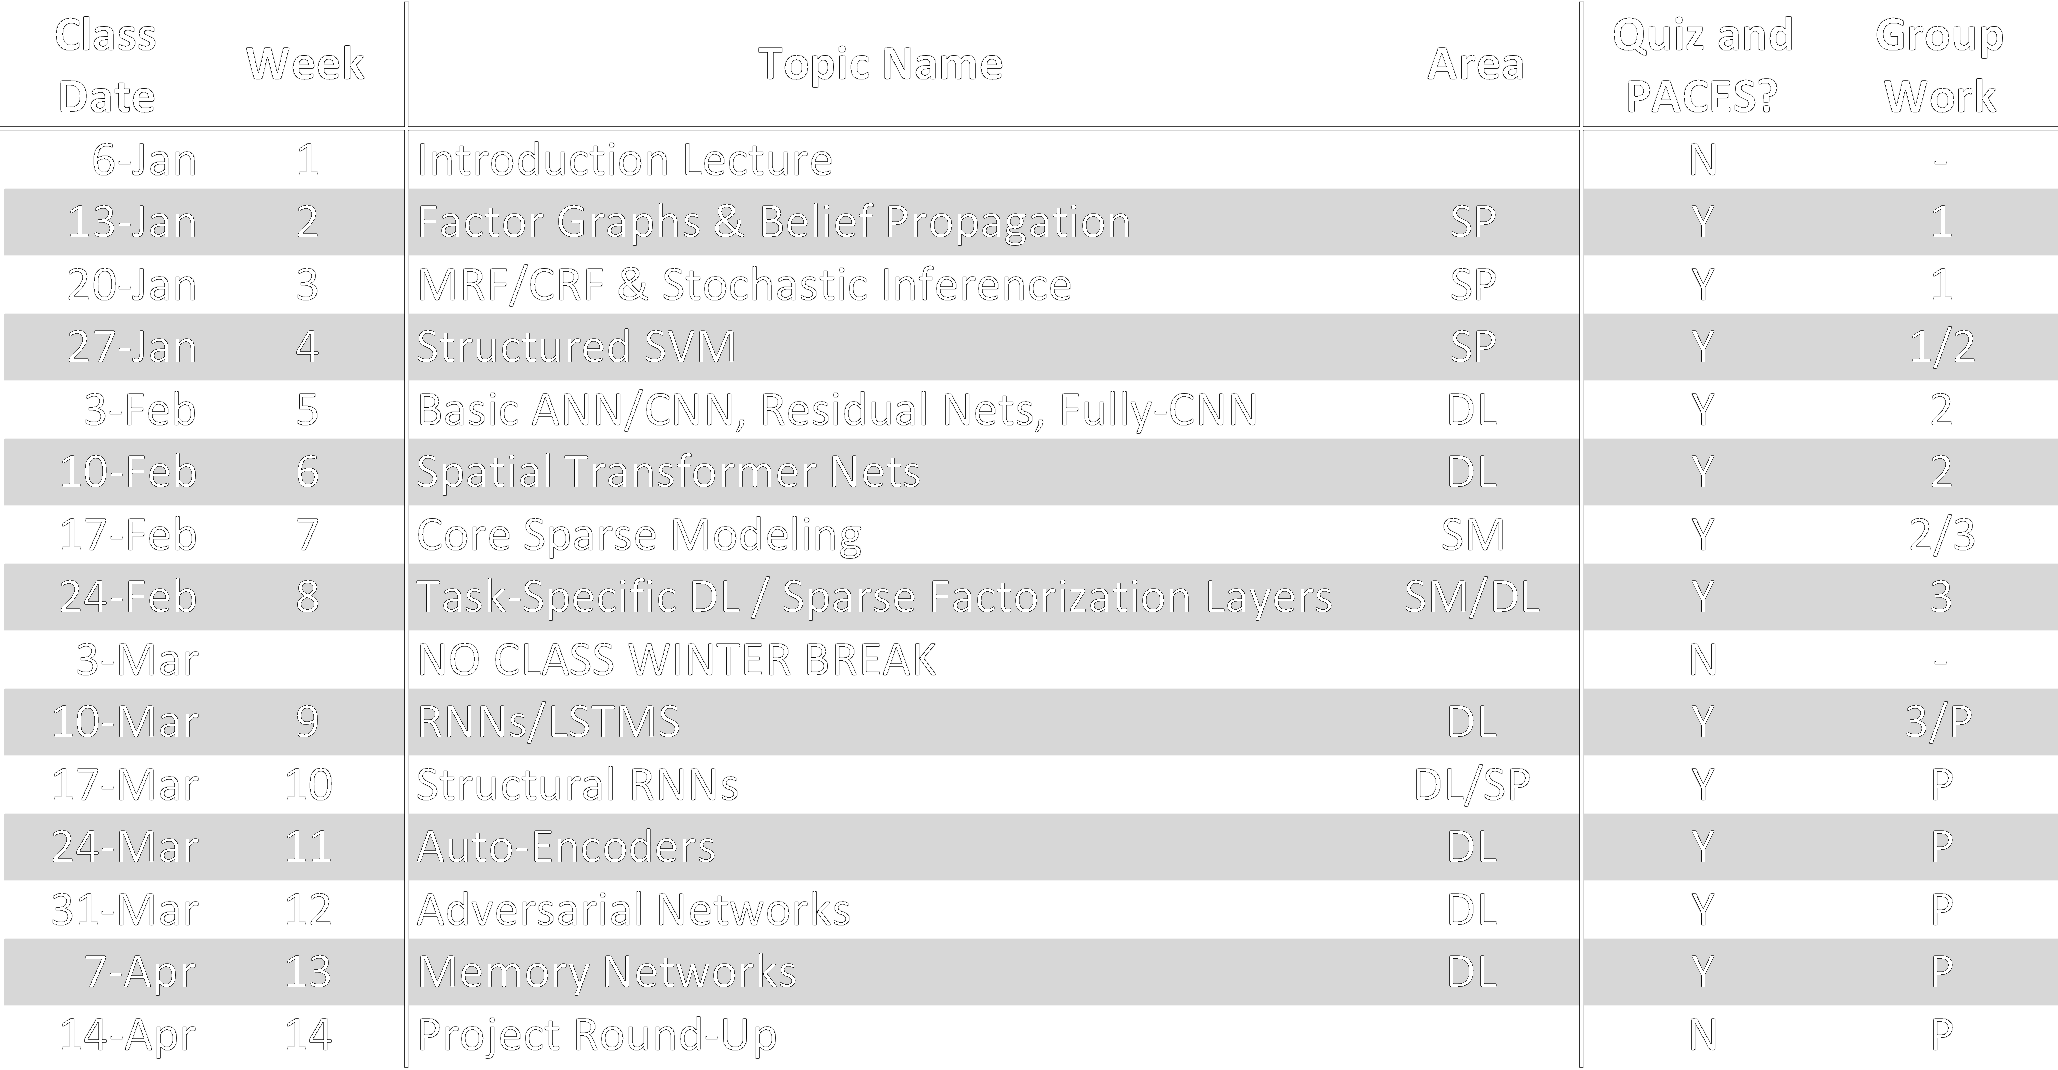 Class Date Week Topic Name Area Quiz and PACES? Group Work
6-Jan 1 Introduction Lecture N -
13-Jan 2 Factor Graphs & Belief Propagation SP Y 1
20-Jan 3 MRF/CRF & Stochastic Inference SP Y 1
27-Jan 4 Structured SVM SP Y 1/2
3-Feb 5 Basic ANN/CNN, Residual Nets, Fully-CNN DL Y 2
10-Feb 6 Spatial Transformer Nets DL Y 2
17-Feb 7 Core Sparse Modeling SM Y 2/3
24-Feb 8 Task-Specific DL / Sparse Factorization Layers SM/DL Y 3
3-Mar NO CLASS WINTER BREAK N -
10-Mar 9 RNNs/LSTMS DL Y 3/P
17-Mar 10 Structural RNNs DL/SP Y P
24-Mar 11 Auto-Encoders DL Y P
31-Mar 12 Adversarial Networks DL Y P
7-Apr 13 Memory Networks DL Y P
14-Apr 14 Project Round-Up N P